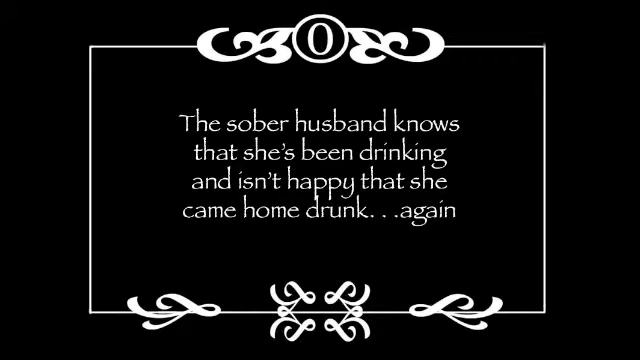 O
The sober husband knows
that she's been drinking
and isn't happy that she
came home drunk. . .again